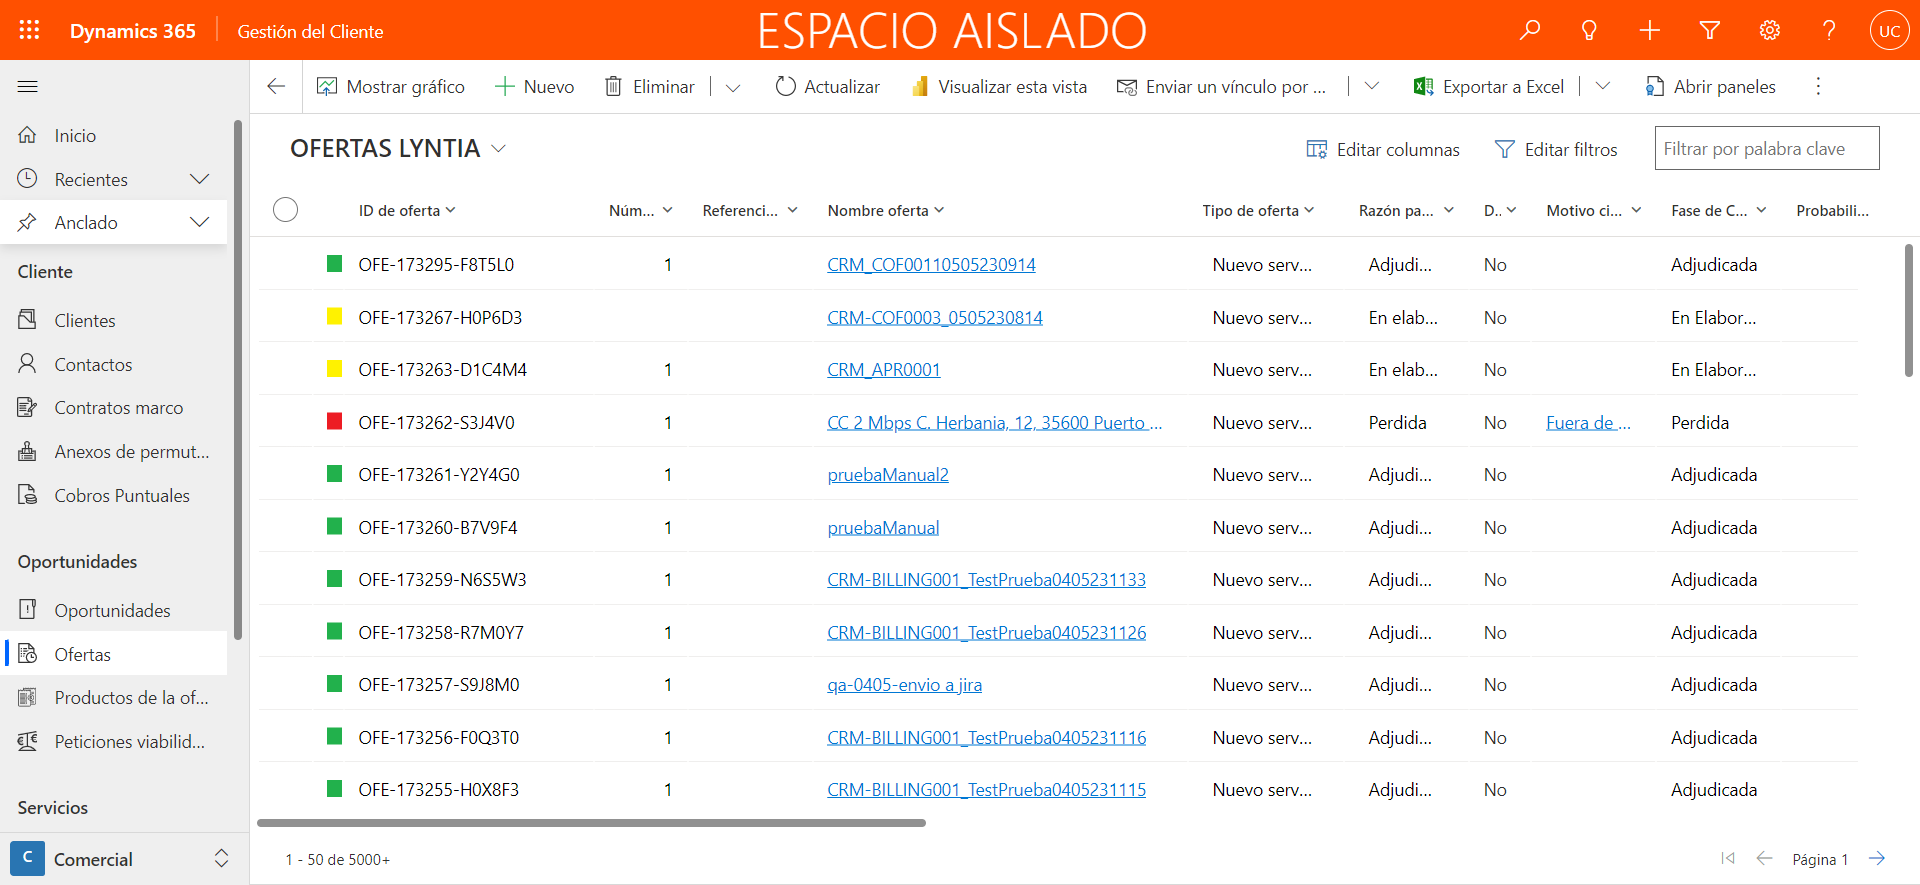 Dynamics 365 Gestión del Cliente ESPACIO AISLADO UC
Mostrar gráfico Nuevo Eliminar Actualizar Visualizar esta vista Enviar un vínculo por ... Exportar a Excel Abrir paneles
Inicio
Recientes
Anclado
Cliente
Clientes
Contactos
Contratos marco
Anexos de permut...
Cobros Puntuales
Oportunidades
Oportunidades
Ofertas
Productos de la of...
Peticiones viabilid...
Servicios
C Comercial
OFERTAS LYNTIA Editar columnas Editar filtros Filtrar por palabra clave
ID de oferta Núm... Referenci... Nombre oferta Tipo de oferta Razón pa... D.. Motivo ci... Fase de C... Probabili...
OFE-173295-F8T5L0 1 CRM_COF00110505230914 Nuevo serv... Adjudi... No Adjudicada
OFE-173267-H0P6D3 CRM-COF0003_0505230814 Nuevo serv... En elab... No En Elabor...
OFE-173263-D1C4M4 1 CRM_APR0001 Nuevo serv... En elab... No En Elabor...
OFE-173262-S3J4V0 1 CC 2 Mbps C. Herbania, 12, 35600 Puerto ... Nuevo serv... Perdida No Fuera de ... Perdida
OFE-173261-Y2Y4G0 1 pruebaManual2 Nuevo serv... Adjudi... No Adjudicada
OFE-173260-B7V9F4 1 pruebaManual Nuevo serv... Adjudi... No Adjudicada
OFE-173259-N6S5W3 1 CRM-BILLING001_TestPrueba0405231133 Nuevo serv... Adjudi... No Adjudicada
OFE-173258-R7M0Y7 1 CRM-BILLING001_TestPrueba0405231126 Nuevo serv... Adjudi... No Adjudicada
OFE-173257-S9J8M0 1 qa-0405-envio a jira Nuevo serv... Adjudi... No Adjudicada
OFE-173256-F0Q3T0 1 CRM-BILLING001_TestPrueba0405231116 Nuevo serv... Adjudi... No Adjudicada
OFE-173255-H0X8F3 1 CRM-BILLING001_TestPrueba0405231115 Nuevo serv... Adjudi... No Adjudicada
1 - 50 de 5000+ Página 1